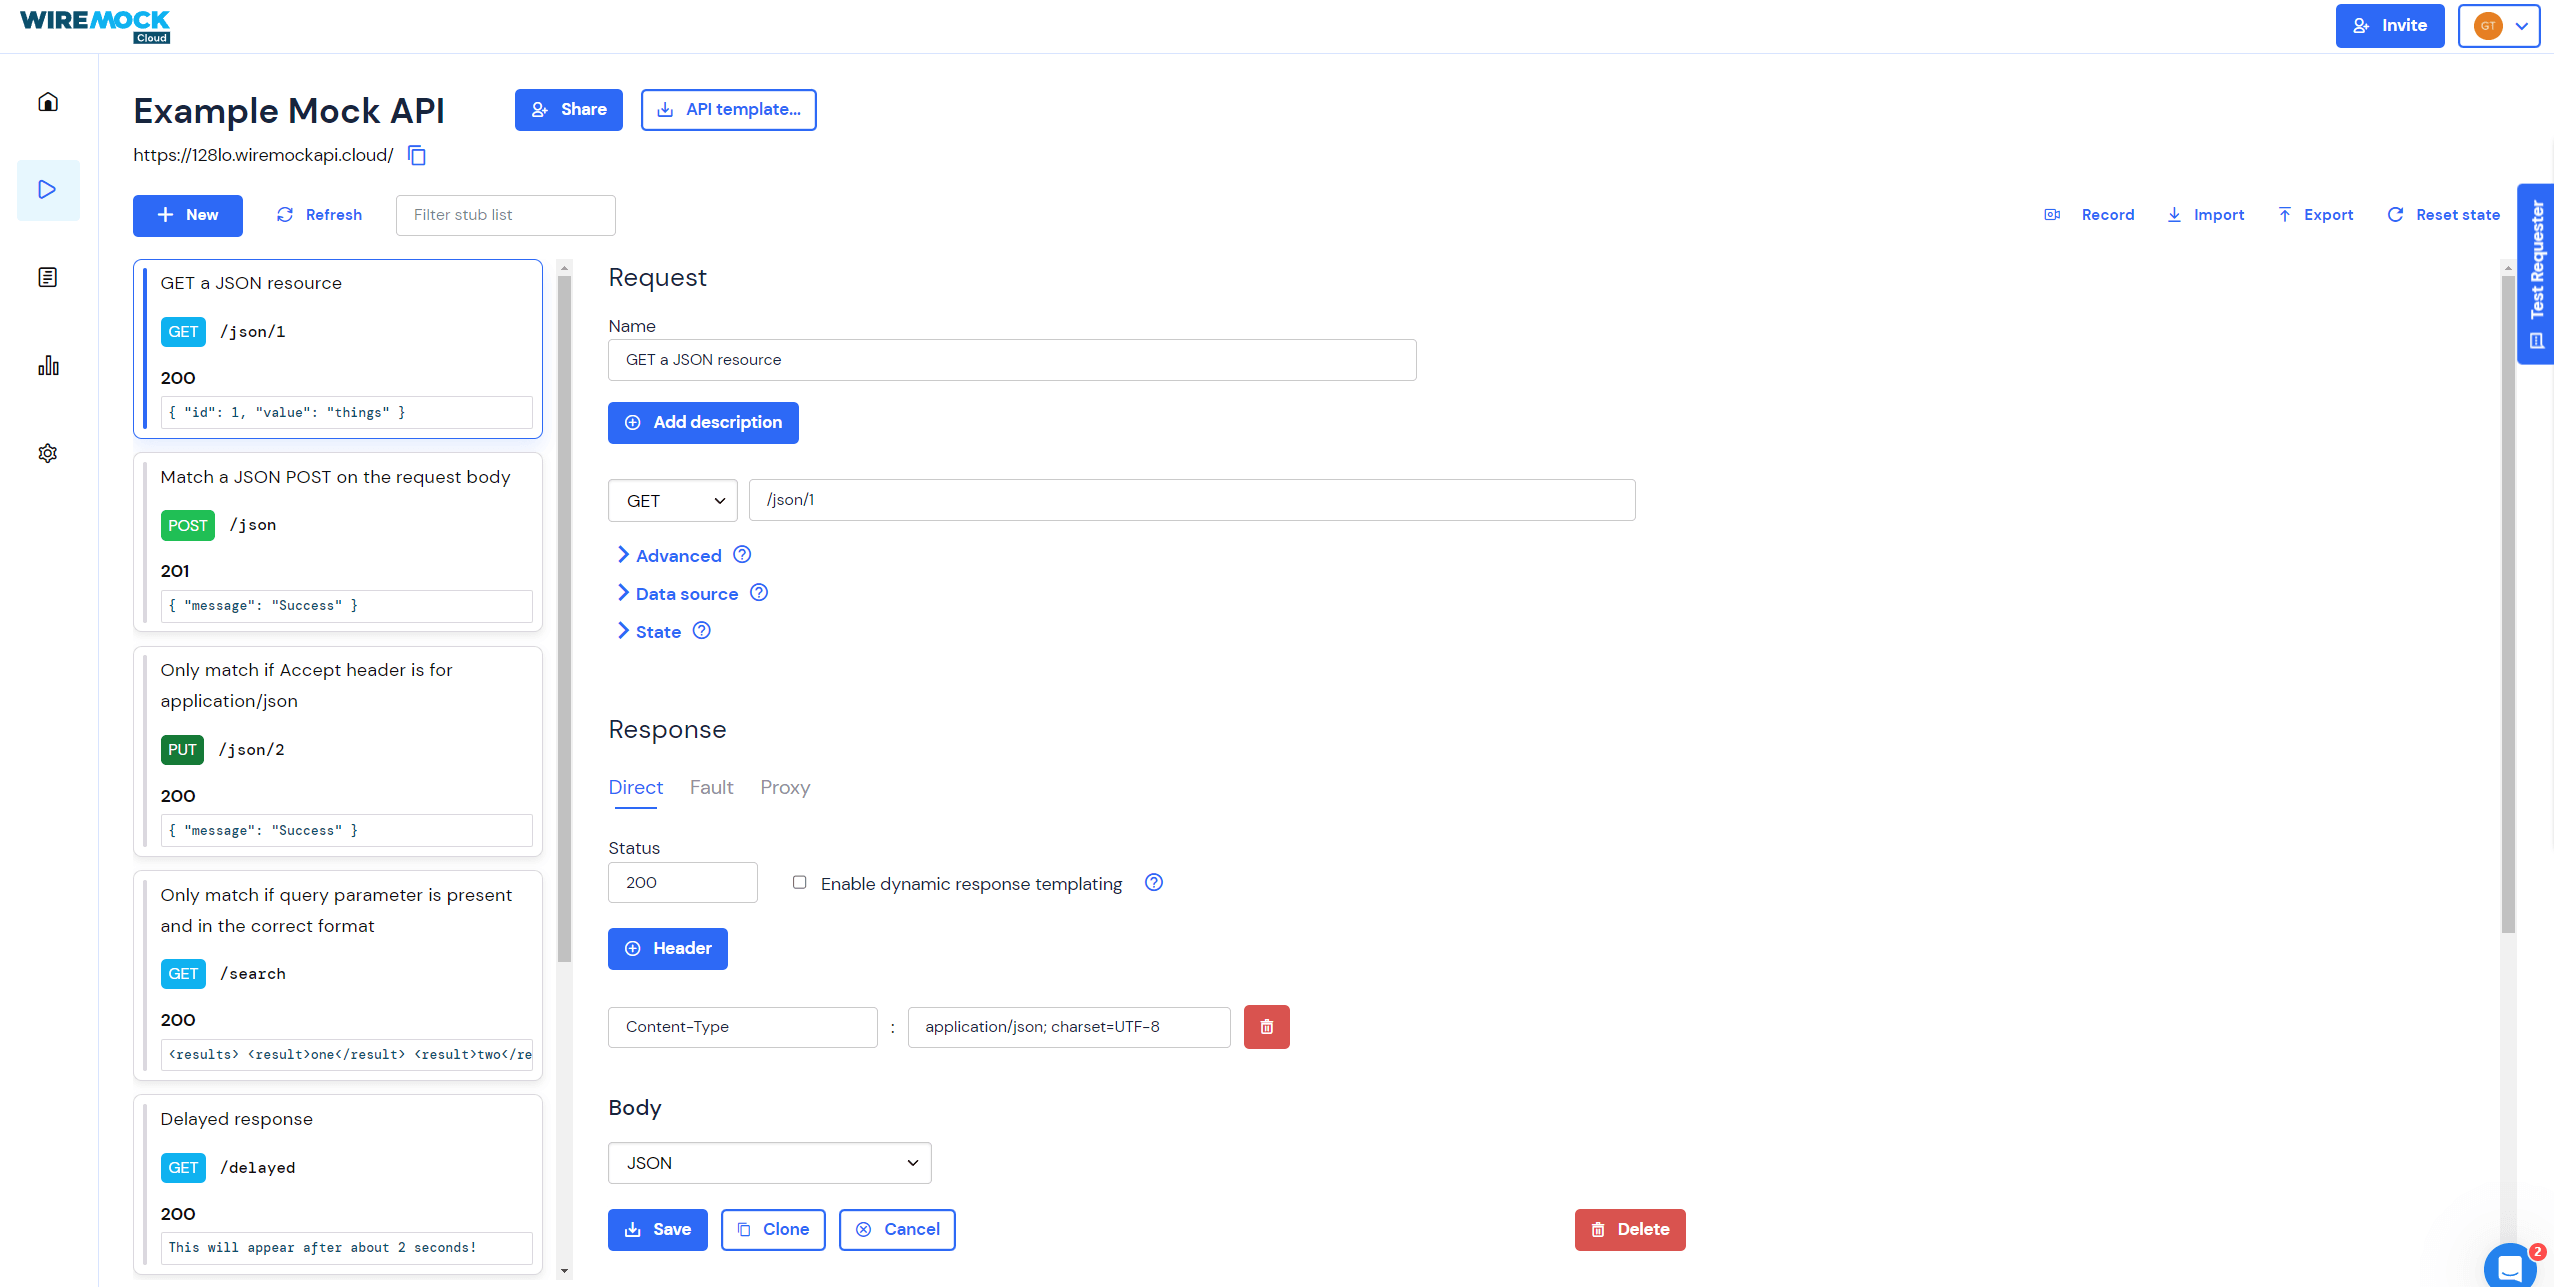 WIREMOCK
Cloud
Invite
GT
Example Mock API
Share
API template...
https://128lo.wiremockapi.cloud/
New
Refresh
Filter stub list
Record
Import
Export
Reset state
Test Requester
GET a JSON resource
GET /json/1
200
{ "id": 1, "value": "things" }
Match a JSON POST on the request body
POST /json
201
{ "message": "Success" }
Only match if Accept header is for
application/json
PUT /json/2
200
{ "message": "Success" }
Only match if query parameter is present
and in the correct format
GET /search
200
<results> <result>one</result> <result>two</re
Delayed response
GET /delayed
200
This will appear after about 2 seconds!
Request
Name
GET a JSON resource
Add description
GET /json/1
Advanced
Data source
State
Response
Direct Fault Proxy
Status
200 Enable dynamic response templating
Header
Content-Type : application/json; charset=UTF-8
Body
JSON
Save Clone Cancel Delete
2